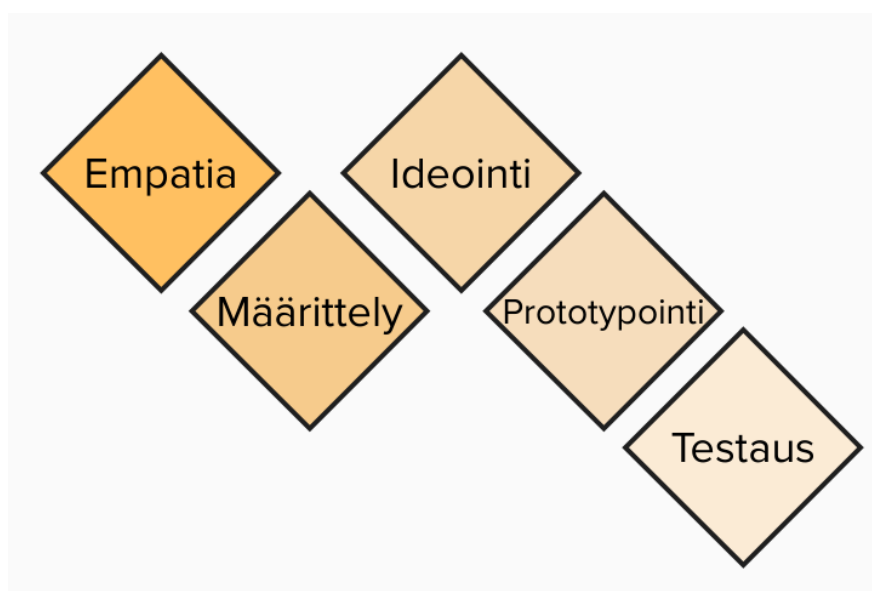 Empatia
Määrittely
Ideointi
Prototypointi
Testaus